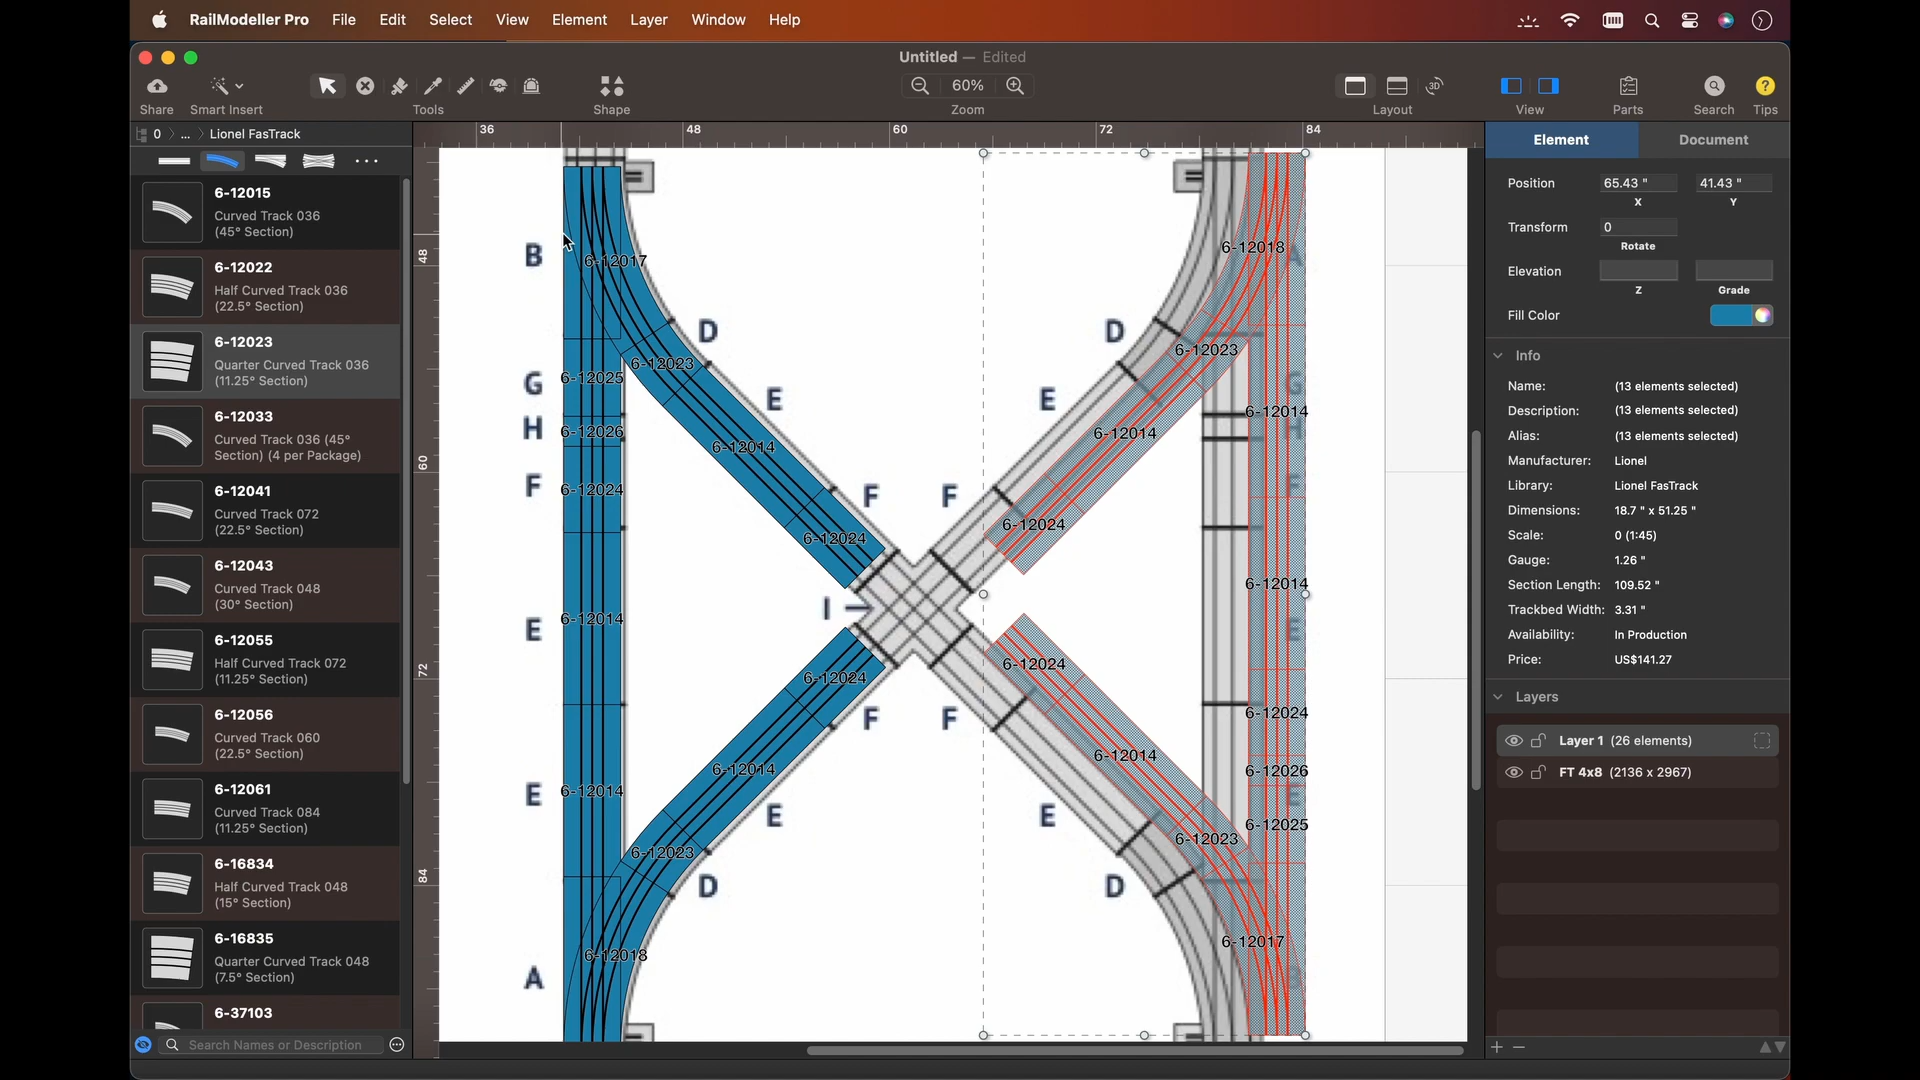 RailModeller Pro File Edit Select View Element Layer Window Help
Untitled — Edited
60%
Share Smart Insert Tools Shape Zoom Layout View Parts Search Tips
3D
?
0 ... Lionel FasTrack
6-12015
Curved Track 036
(45° Section)
6-12022
Half Curved Track 036
(22.5° Section)
6-12023
Quarter Curved Track 036
(11.25° Section)
6-12033
Curved Track 036 (45°
Section) (4 per Package)
6-12041
Curved Track 072
(22.5° Section)
6-12043
Curved Track 048
(30° Section)
6-12055
Half Curved Track 072
(11.25° Section)
6-12056
Curved Track 060
(22.5° Section)
6-12061
Curved Track 084
(11.25° Section)
6-16834
Half Curved Track 048
(15° Section)
6-16835
Quarter Curved Track 048
(7.5° Section)
6-37103
Search Names or Description
36 48 60 72 84
48
60
72
84
B 6-12017 6-12018 A
D D
6-12023 6-12023
G 6-12025 E E G
6-12014
H 6-12026 6-12014 6-12014 H
F 6-12024 F F F
6-12024 6-12024
6-12014 I 6-12014
E E
6-12024 6-12024
F F 6-12024
6-12014 6-12014 6-12026
E 6-12014 E E E
6-12025
6-12023 6-12023
D D
6-12018 6-12017
A B
Element Document
Position 65.43 " 41.43 "
X Y
Transform 0
Rotate
Elevation
Z Grade
Fill Color
Info
Name: (13 elements selected)
Description: (13 elements selected)
Alias: (13 elements selected)
Manufacturer: Lionel
Library: Lionel FasTrack
Dimensions: 18.7 " x 51.25 "
Scale: 0 (1:45)
Gauge: 1.26 "
Section Length: 109.52 "
Trackbed Width: 3.31 "
Availability: In Production
Price: US$141.27
Layers
Layer 1 (26 elements)
FT 4x8 (2136 x 2967)